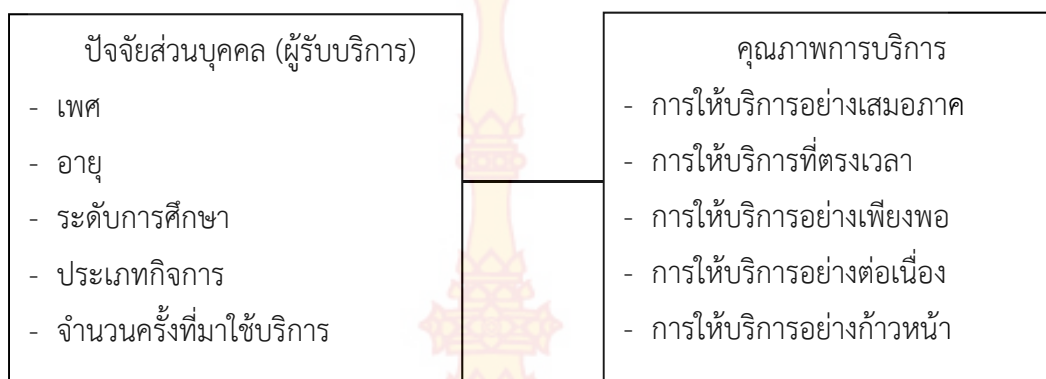 ปัจจัยส่วนบุคคล (ผู้รับบริการ)
- เพศ
- อายุ
- ระดับการศึกษา
- ประเภทกิจการ
- จำนวนครั้งที่มาใช้บริการ
คุณภาพการบริการ
- การให้บริการอย่างเสมอภาค
- การให้บริการที่ตรงเวลา
- การให้บริการอย่างเพียงพอ
- การให้บริการอย่างต่อเนื่อง
- การให้บริการอย่างก้าวหน้า